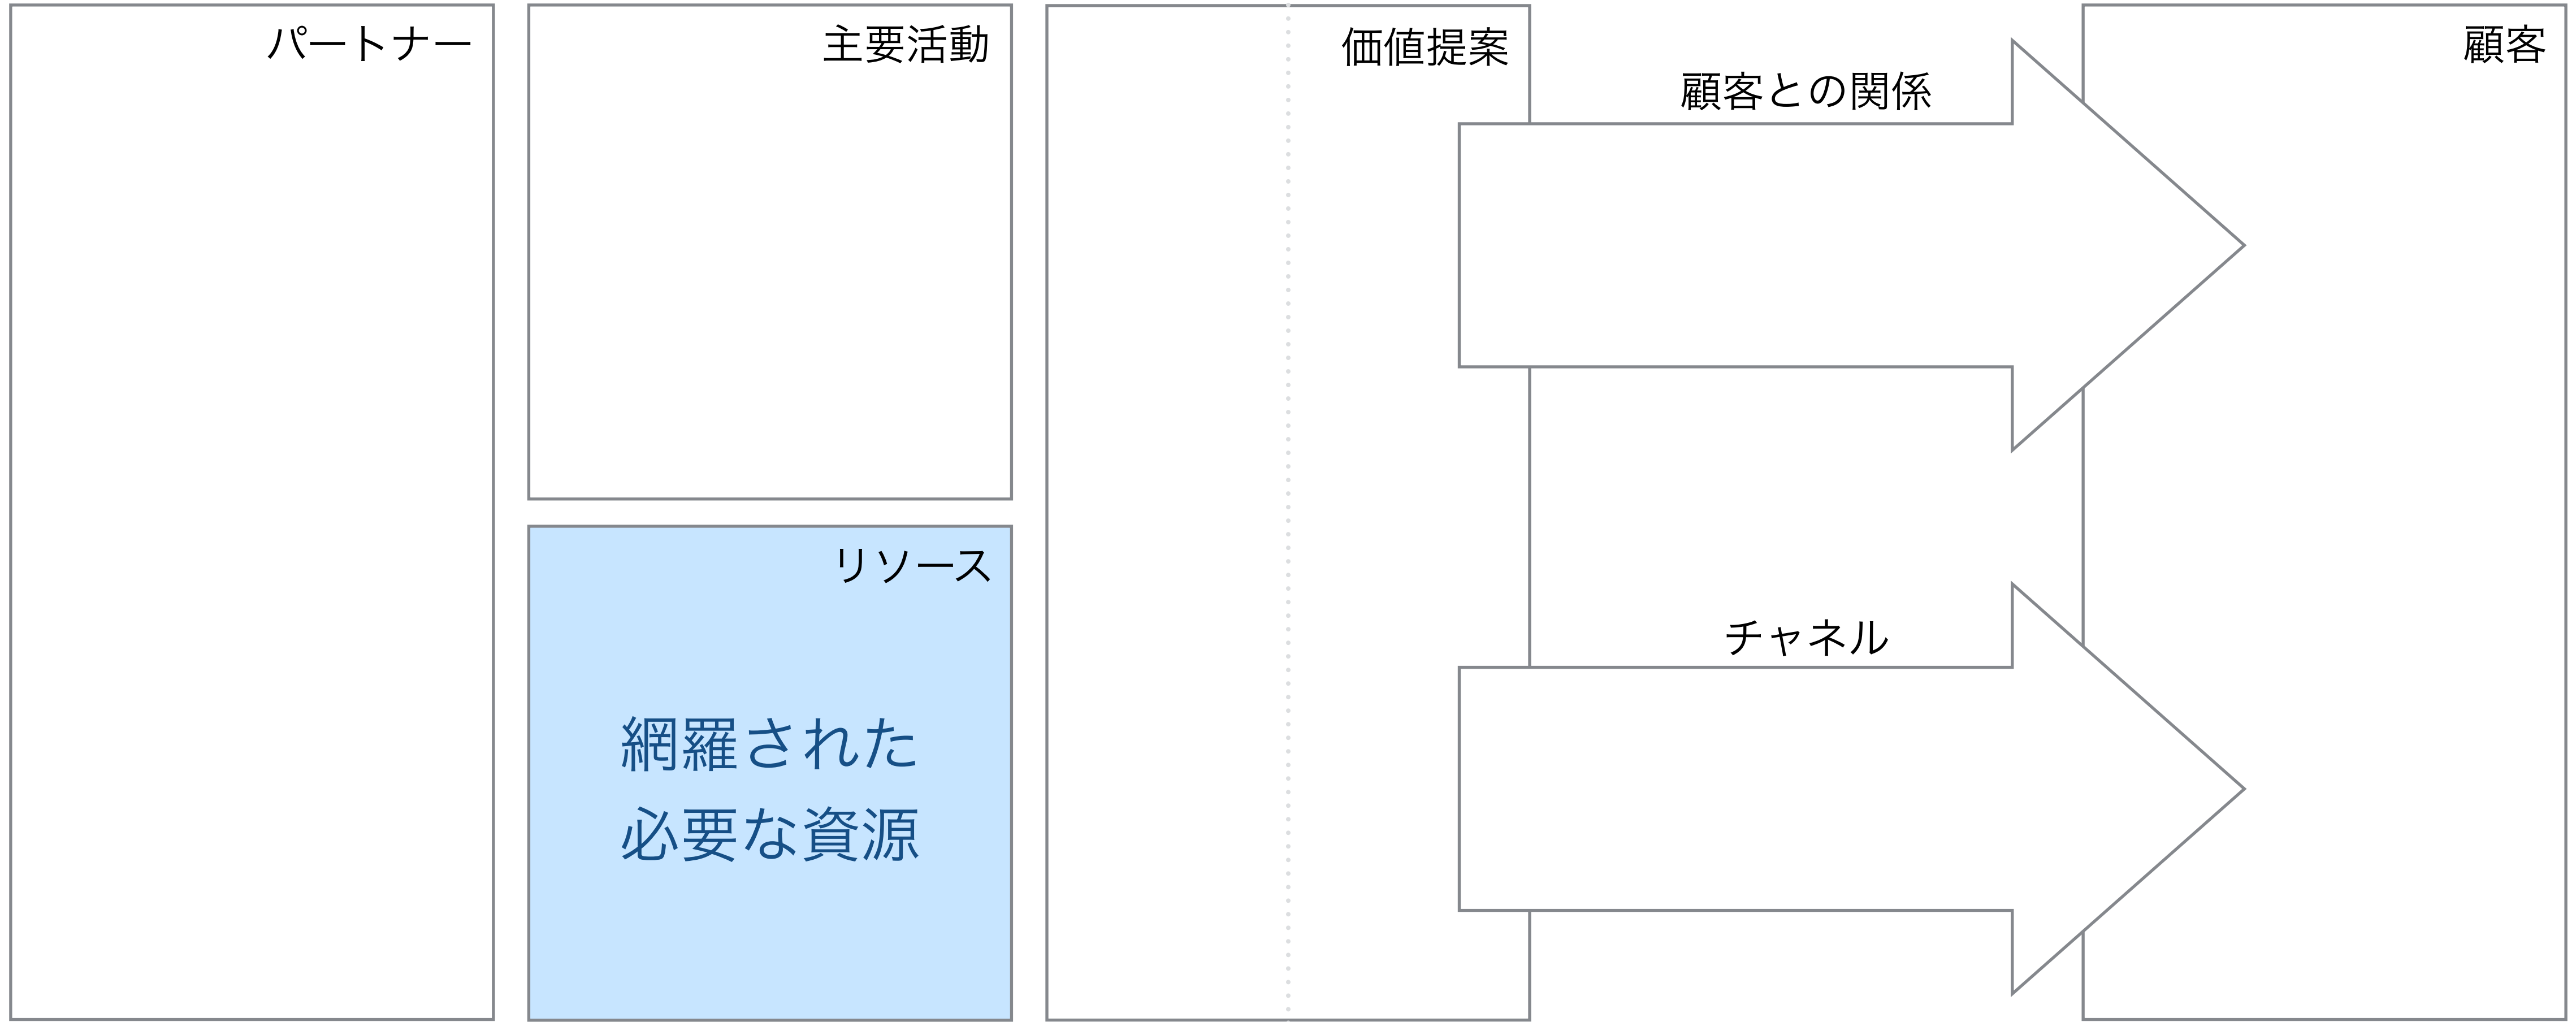 パートナー
主要活動
リソース
網羅された
必要な資源
価値提案
顧客との関係
チャネル
顧客